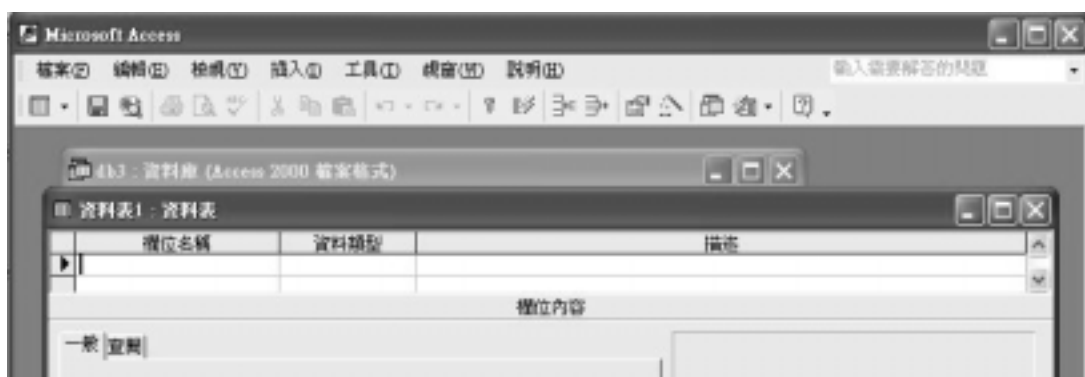 Microsoft Access
檔案(F) 編輯(E) 檢視(V) 插入(I) 工具(T) 視窗(W) 說明(H) 輸入需要解答的問題
db3 : 資料庫 (Access 2000 檔案格式)
資料表1 : 資料表
欄位名稱 資料類型 描述
欄位內容
一般 查閱